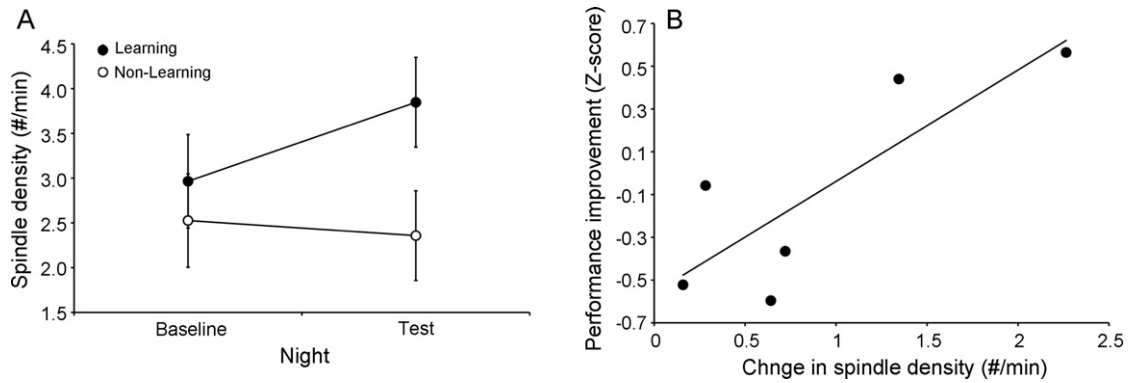 A
4.5
4.0
3.5
3.0
2.5
2.0
1.5
Spindle density (#/min)
Learning
Non-Learning
Baseline
Test
Night
B
0.7
0.5
0.3
0.1
-0.1
-0.3
-0.5
-0.7
Performance improvement (Z-score)
0
0.5
1
1.5
2
2.5
Chnge in spindle density (#/min)